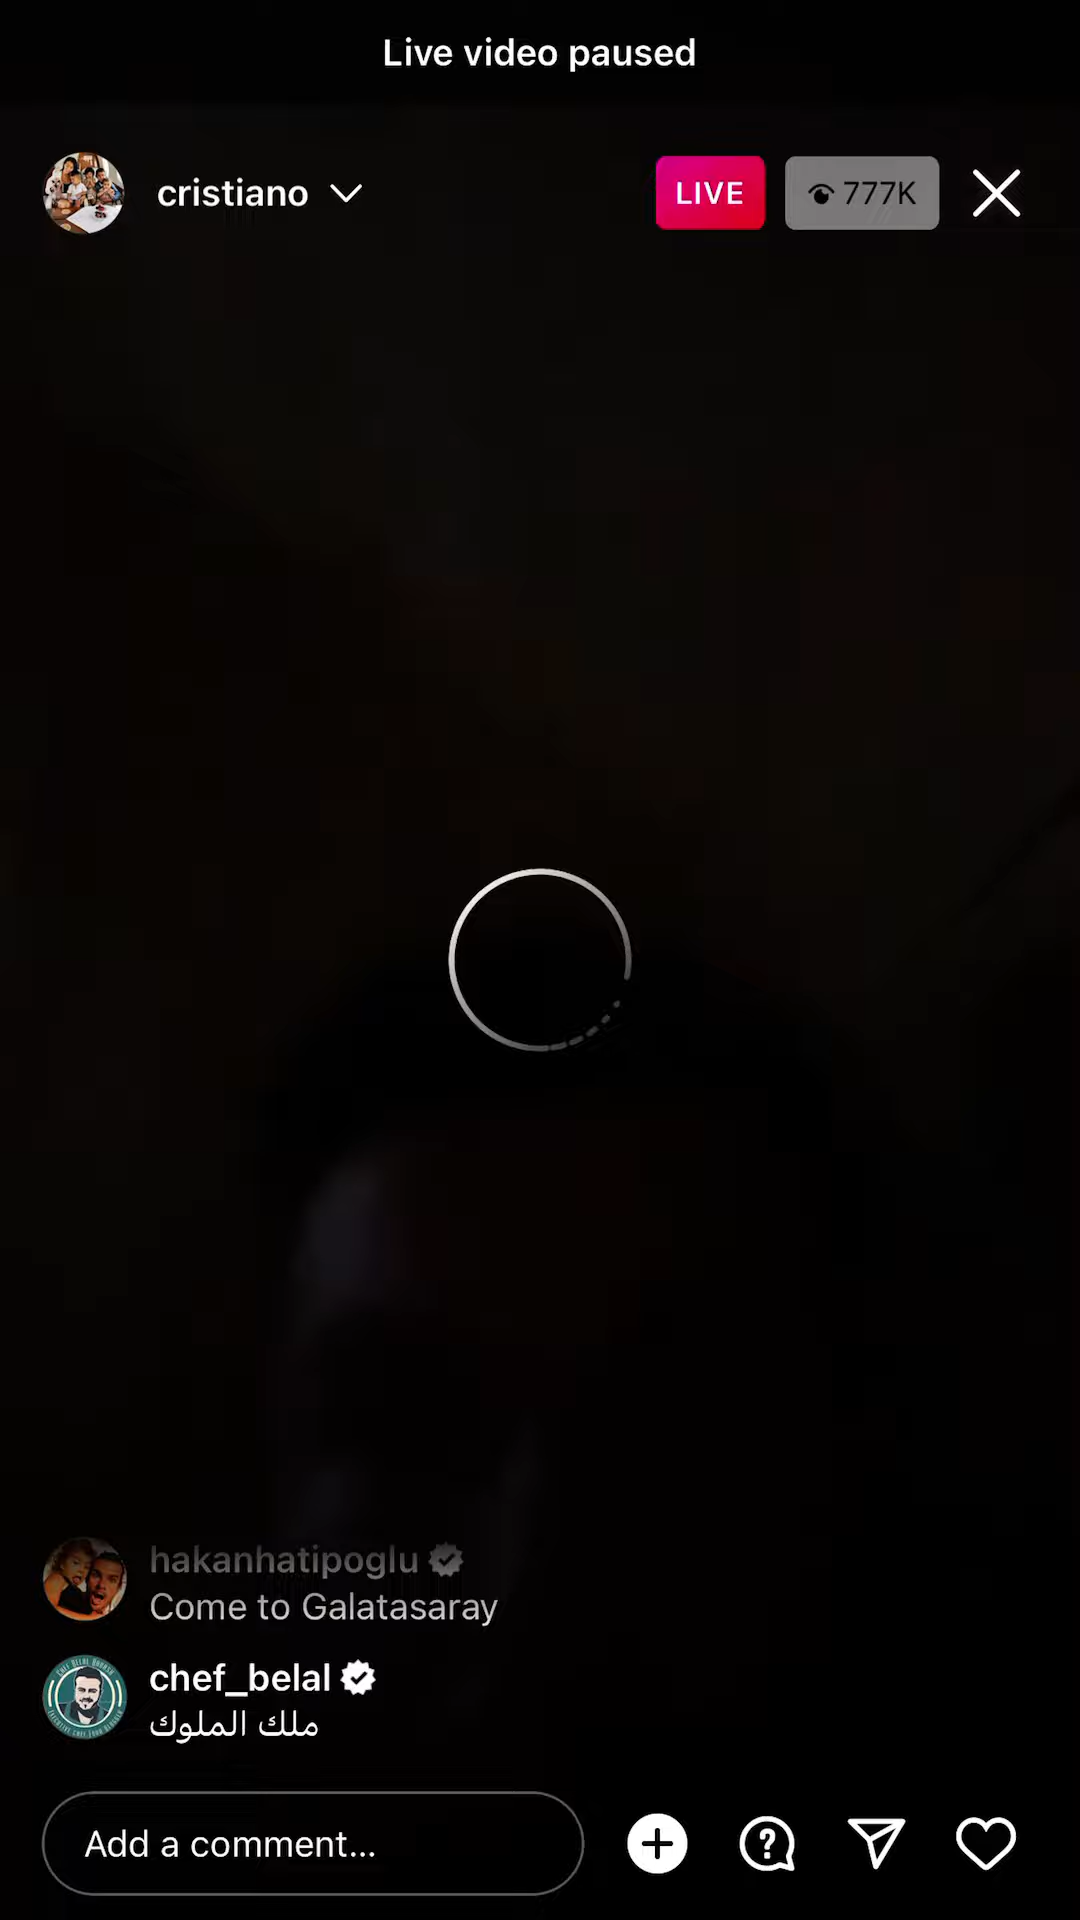 Live video paused
cristiano
LIVE
777K
hakanhatipoglu
Come to Galatasaray
chef_belal
ملك الملوك
Add a comment...